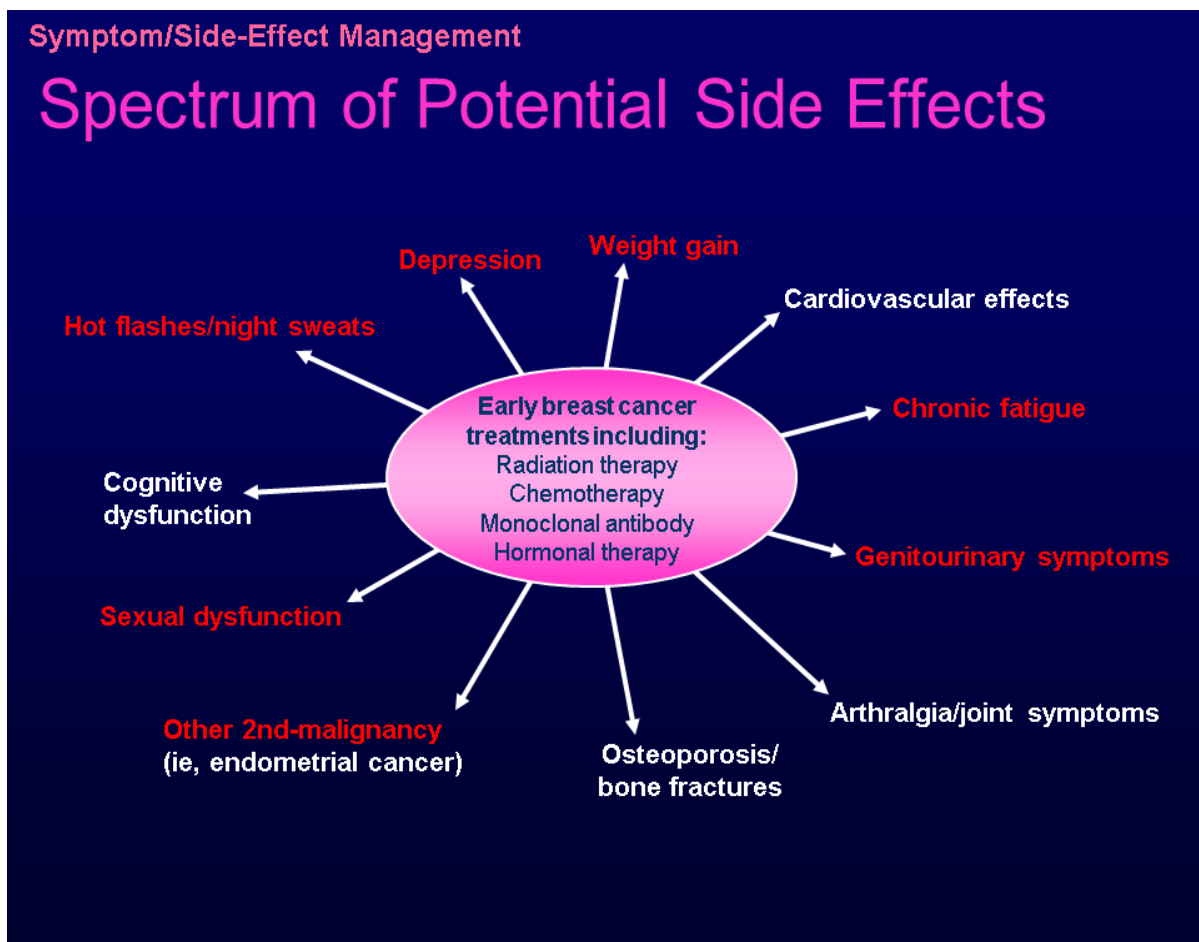 Symptom/Side-Effect Management
Spectrum of Potential Side Effects
Weight gain
Depression
Cardiovascular effects
Hot flashes/night sweats
Early breast cancer
treatments including:
Radiation therapy
Chemotherapy
Monoclonal antibody
Hormonal therapy
Chronic fatigue
Cognitive
dysfunction
Genitourinary symptoms
Sexual dysfunction
Arthralgia/joint symptoms
Other 2nd-malignancy
(ie, endometrial cancer)
Osteoporosis/
bone fractures